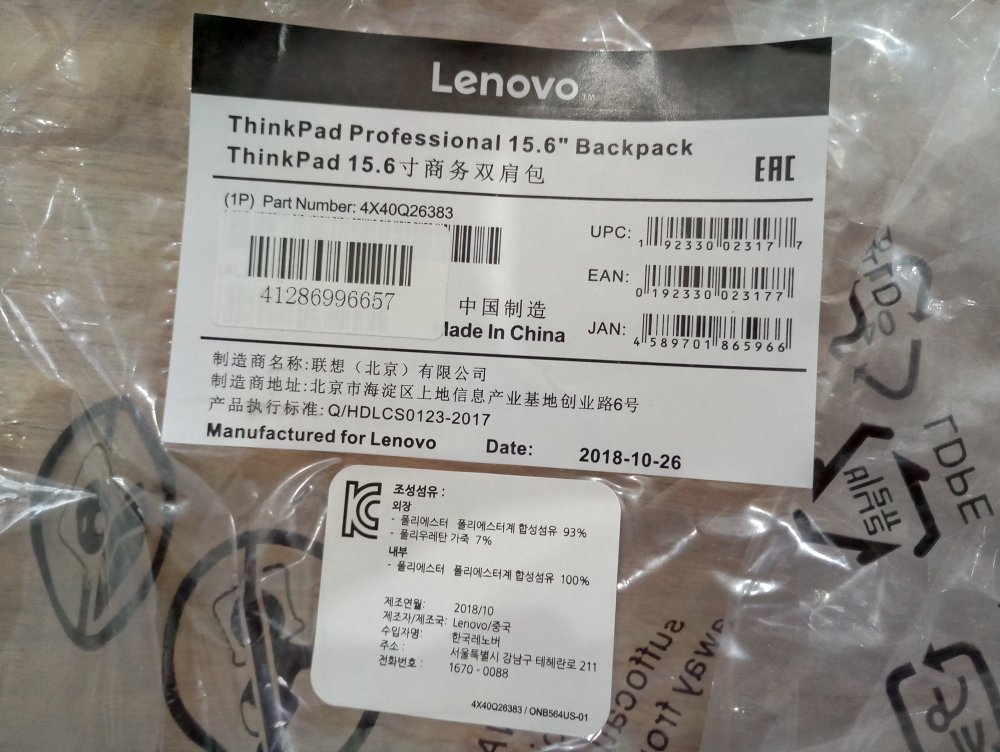 Lenovo
ThinkPad Professional 15.6" Backpack
ThinkPad 15.6寸商务双肩包
EAC
(1P) Part Number: 4X40Q26383
41286996657
UPC: 1 92330 02317 7
EAN: 0 192330 023177
JAN: 4 589701 865966
中国制造
Made In China
制造商名称:联想（北京）有限公司
制造商地址:北京市海淀区上地信息产业基地创业路6号
产品执行标准: Q/HDLCS0123-2017
Manufactured for Lenovo Date: 2018-10-26
조성섬유 :
외장
- 폴리에스터 폴리에스터계 합성섬유 93%
- 폴리우레탄 가죽 7%
내부
- 폴리에스터 폴리에스터계 합성섬유 100%
제조연월: 2018/10
제조자/제조국: Lenovo/중국
수입자명: 한국레노버
주소 : 서울특별시 강남구 테헤란로 211
전화번호 : 1670 - 0088
4X40Q26383 / ONB564US-01
비닐류
LDPE
away fro
suffoca